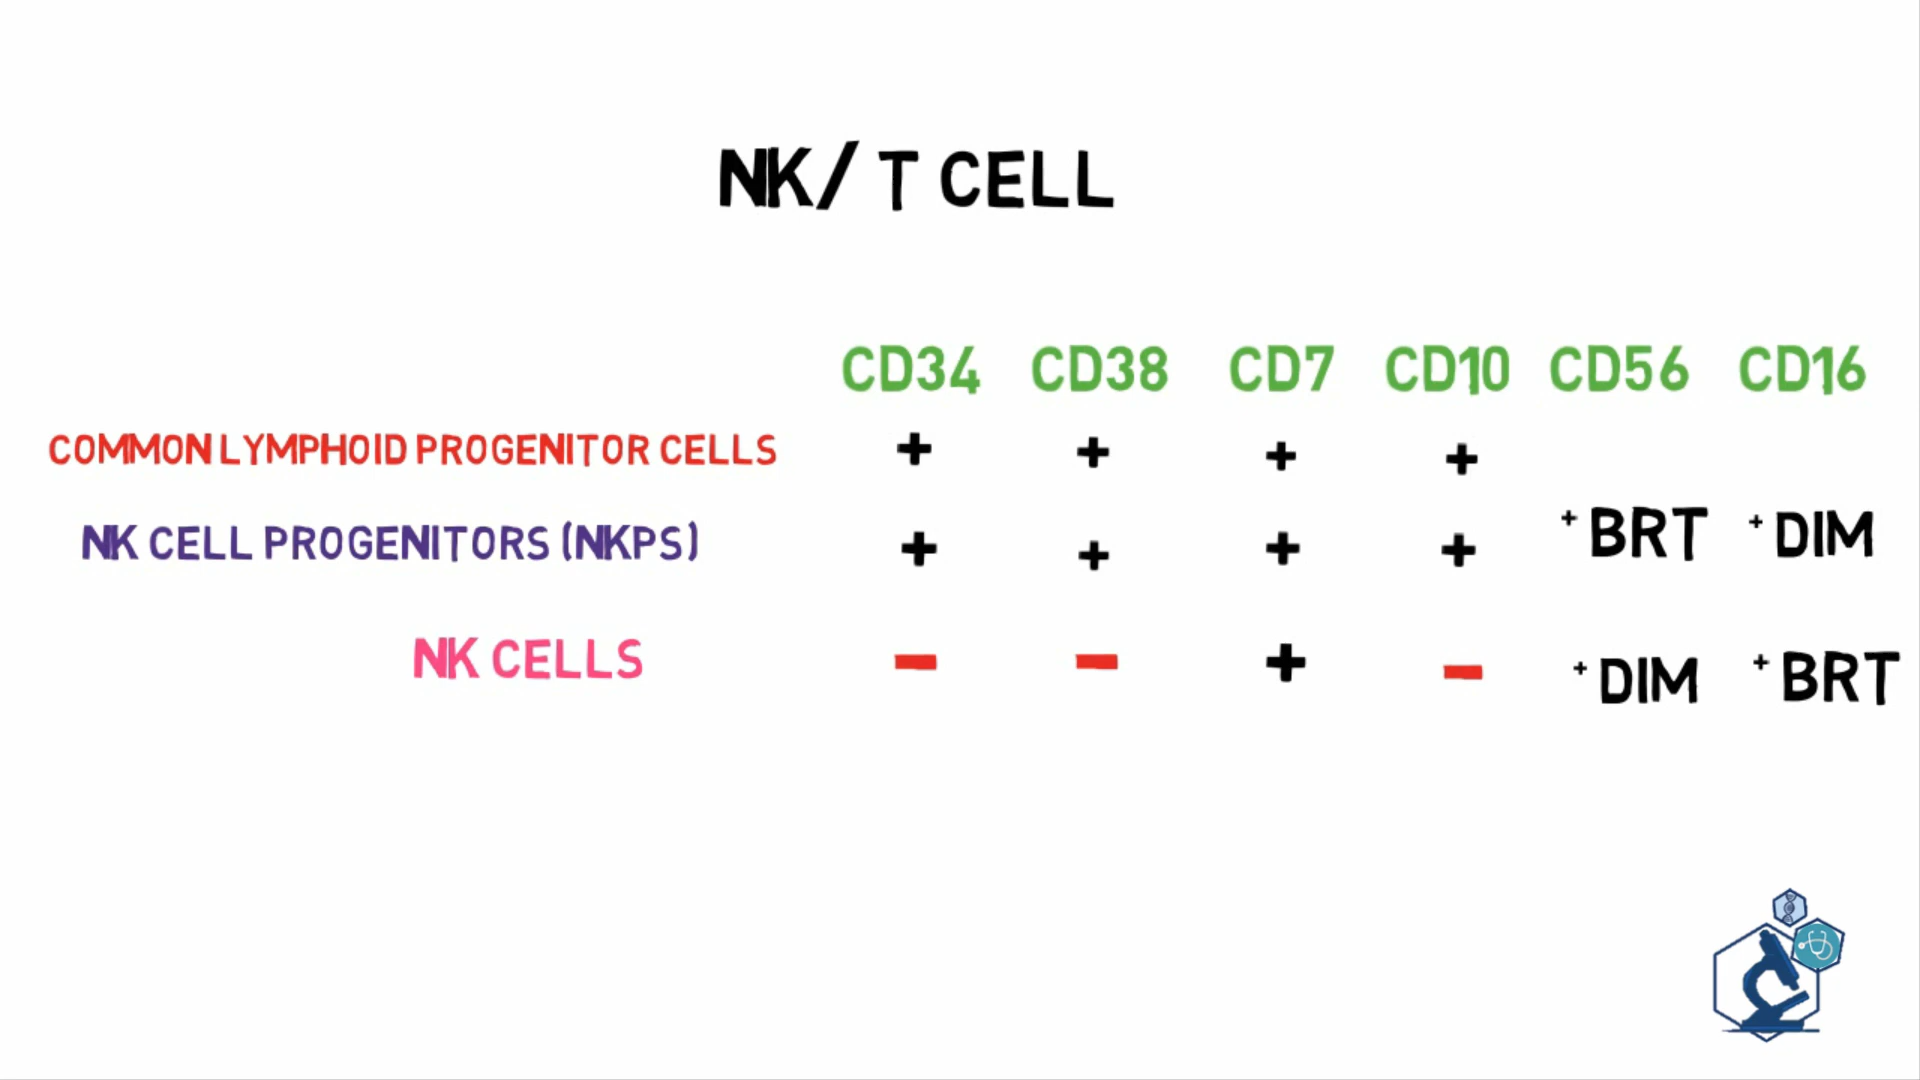 NK/ T CELL
CD34 CD38 CD7 CD10 CD56 CD16
COMMON LYMPHOID PROGENITOR CELLS + + + +
NK CELL PROGENITORS (NKPS) + + + + + BRT + DIM
NK CELLS - - + - + DIM + BRT